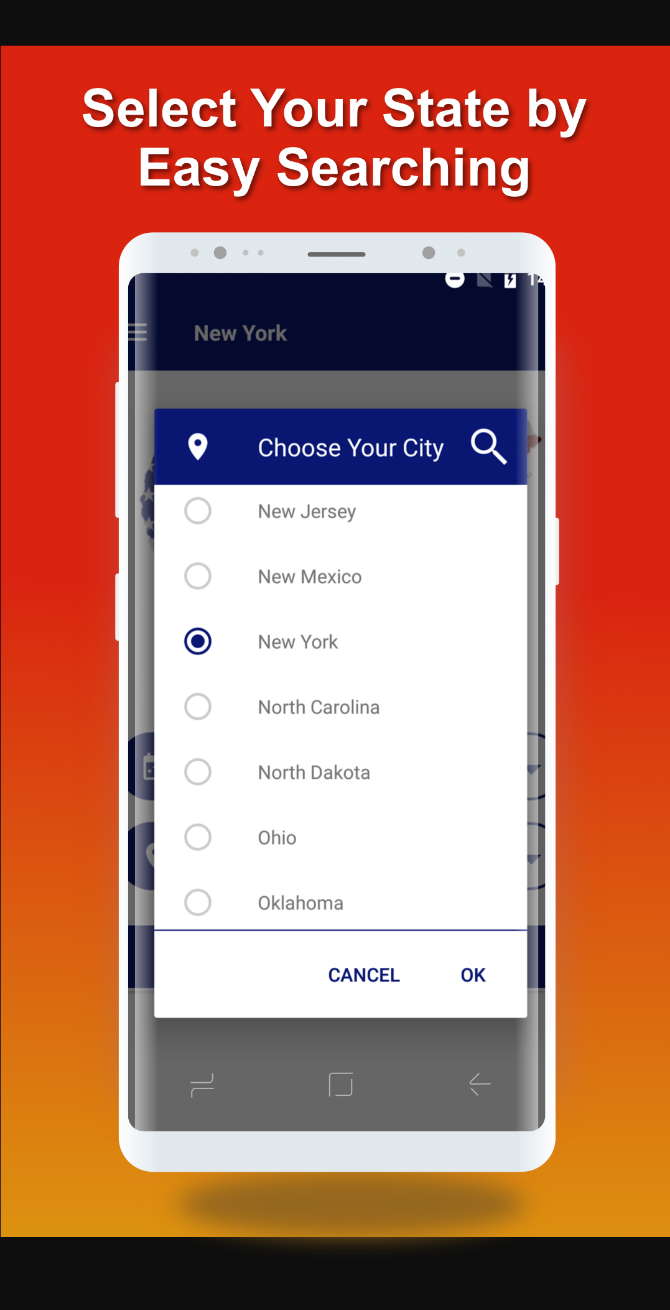 Select Your State by
Easy Searching
New York
Choose Your City
New Jersey
New Mexico
New York
North Carolina
North Dakota
Ohio
Oklahoma
CANCEL OK